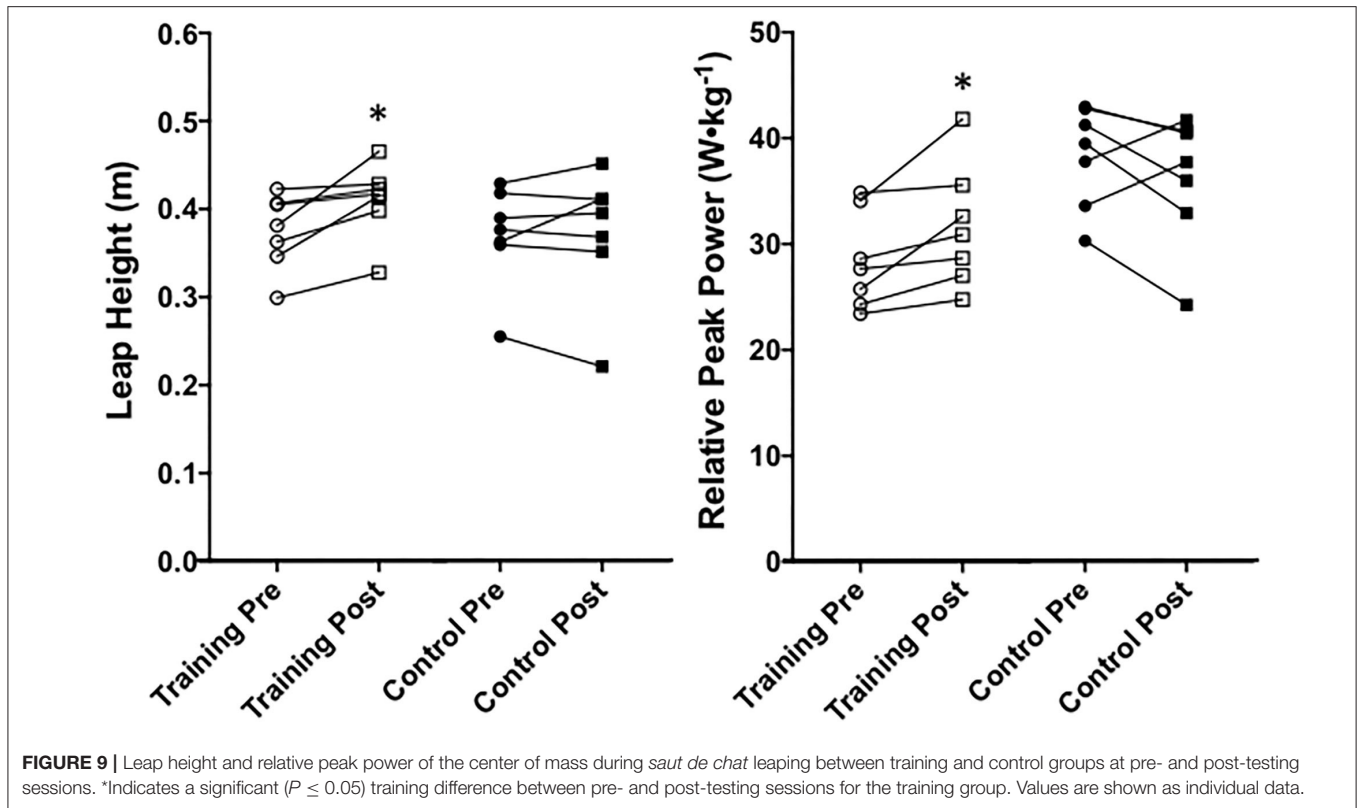 Leap Height (m)
0.6
0.5
0.4
0.3
0.2
0.1
0.0
*
Training Pre
Training Post
Control Pre
Control Post
Relative Peak Power (W•kg⁻¹)
50
40
30
20
10
0
*
Training Pre
Training Post
Control Pre
Control Post
FIGURE 9 | Leap height and relative peak power of the center of mass during saut de chat leaping between training and control groups at pre- and post-testing
sessions. *Indicates a significant (P ≤ 0.05) training difference between pre- and post-testing sessions for the training group. Values are shown as individual data.